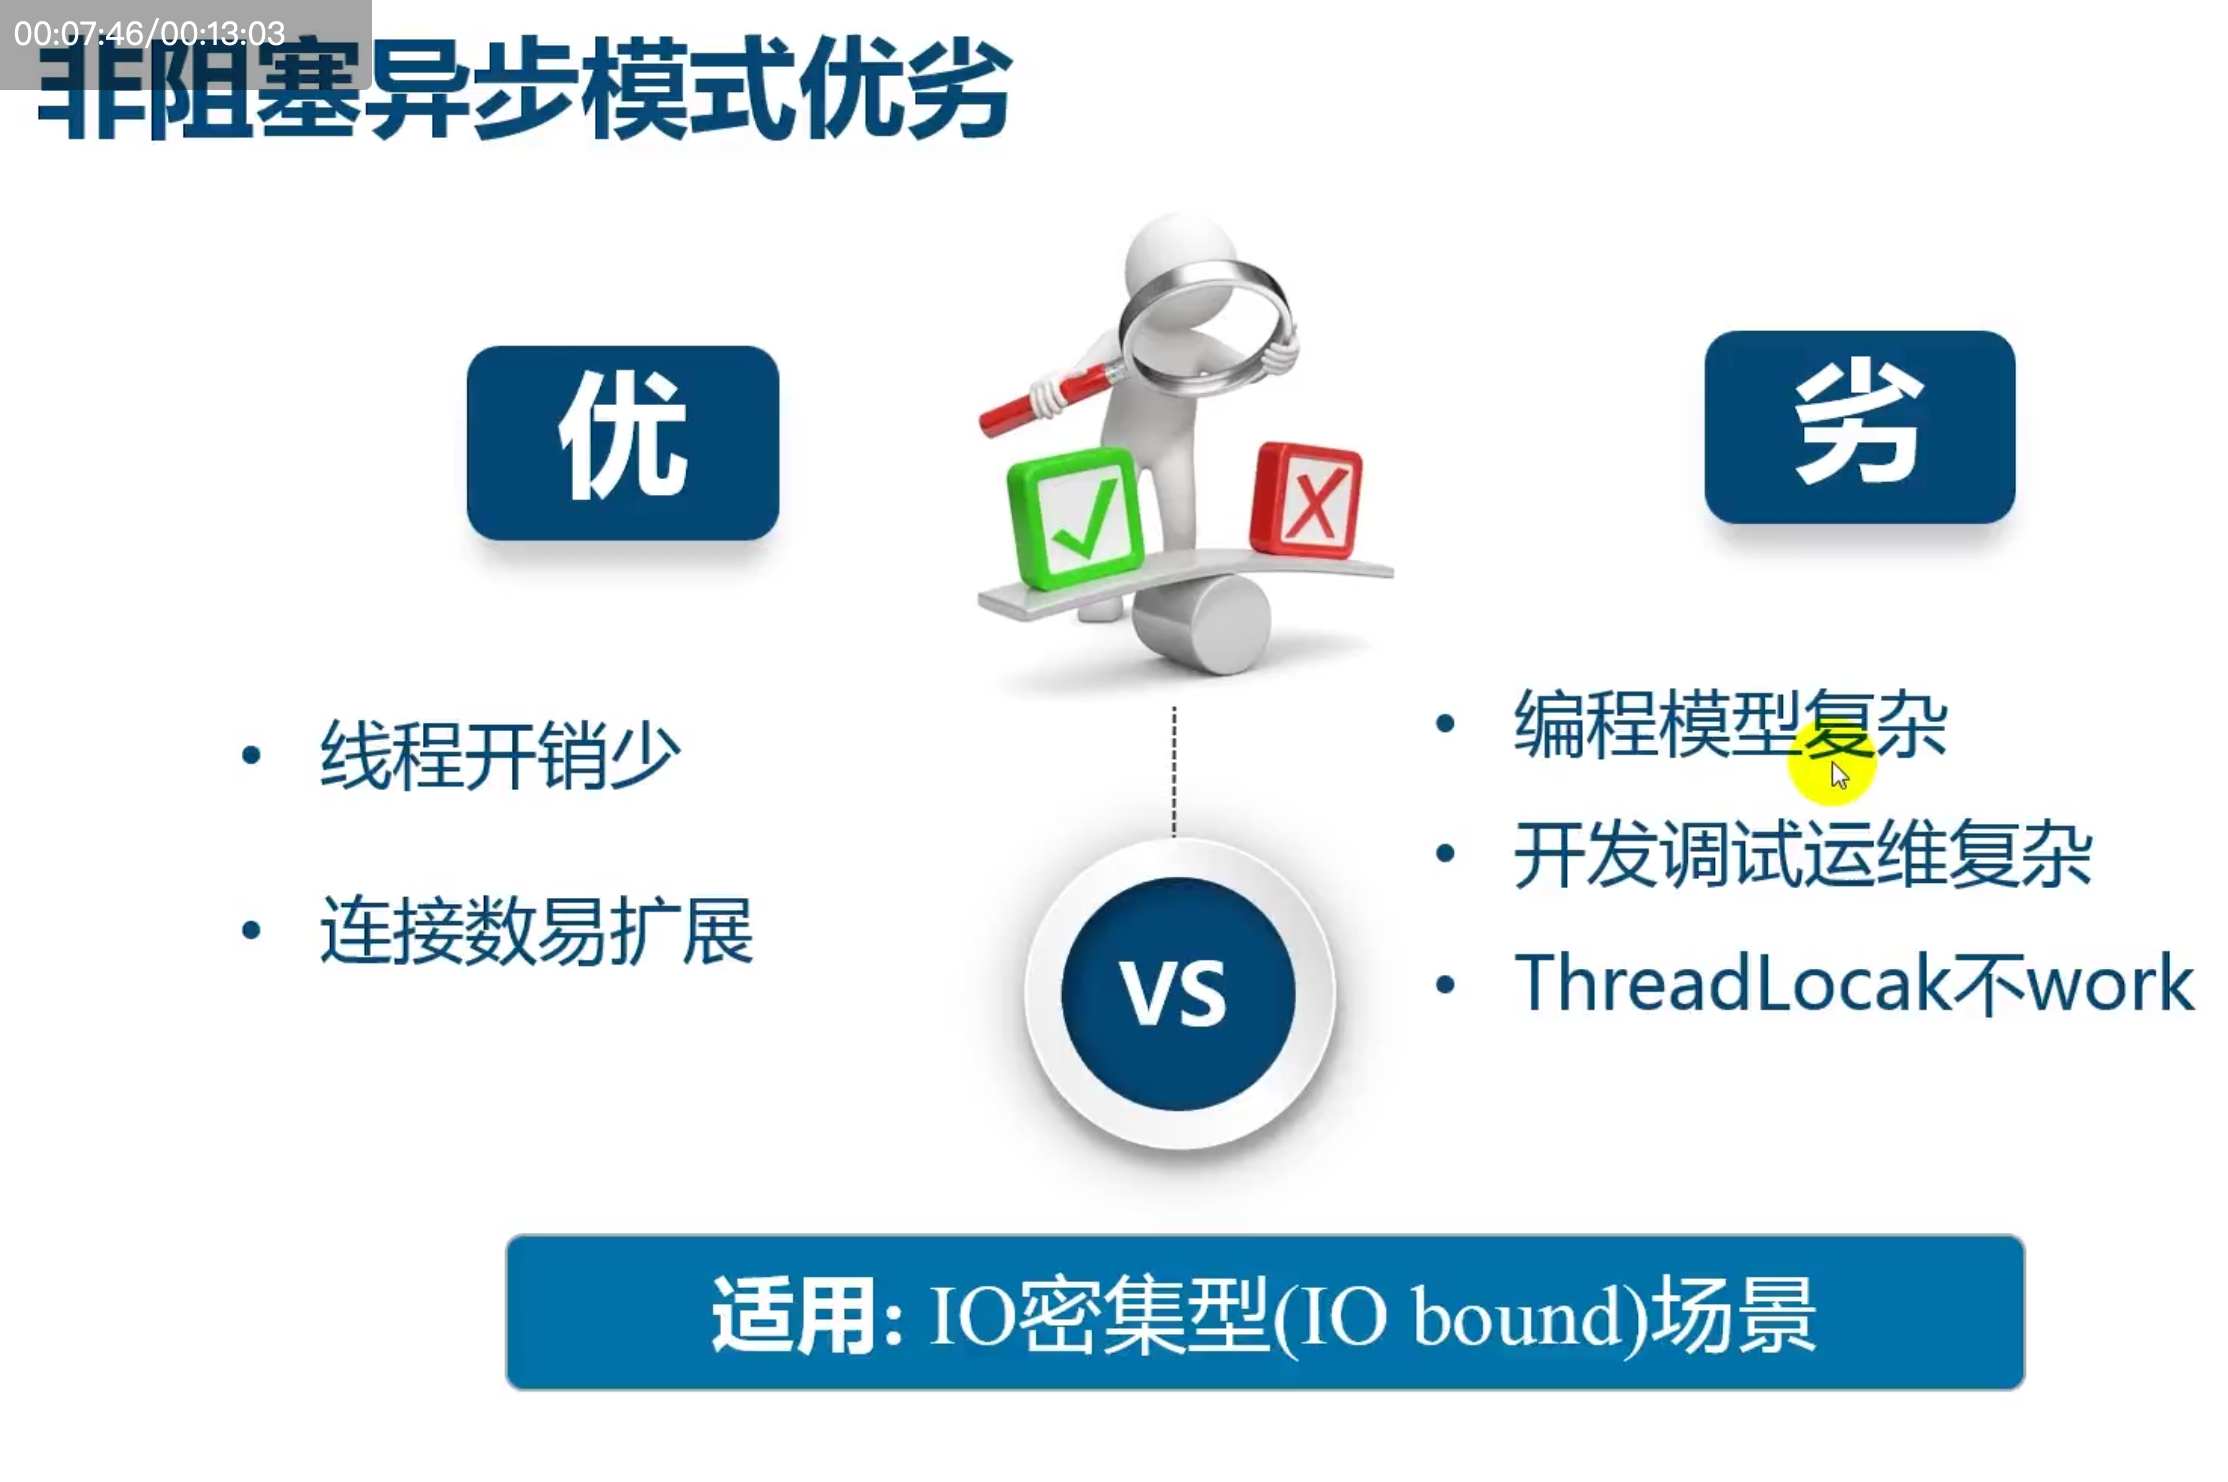 00:07:46/00:13:03
非阻塞异步模式优劣
优
劣
• 线程开销少
• 连接数易扩展
VS
• 编程模型复杂
• 开发调试运维复杂
• ThreadLocak不work
适用: IO密集型(IO bound)场景